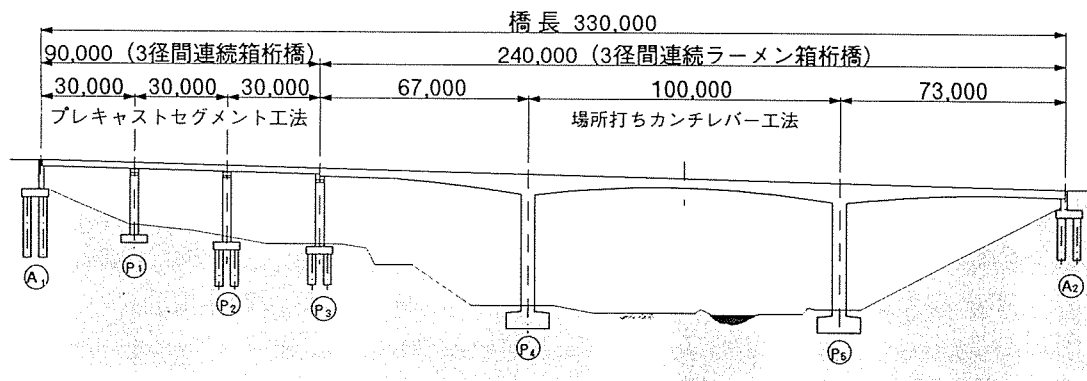 橋長 330,000
90,000 (3径間連続箱桁橋)
240,000 (3径間連続ラーメン箱桁橋)
30,000 30,000 30,000 67,000 100,000 73,000
プレキャストセグメント工法
場所打ちカンチレバー工法
A1
P1
P2
P3
P4
P5
A2